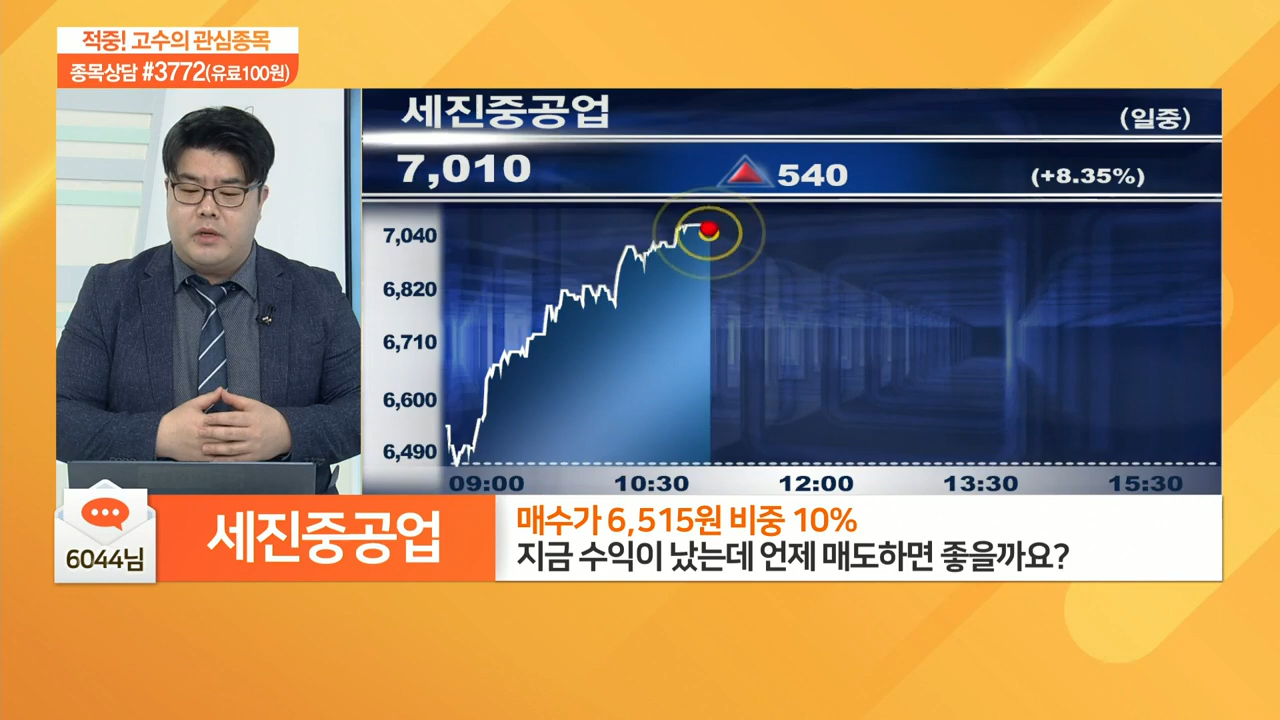 적중! 고수의 관심종목
종목상담 #3772(유료100원)
세진중공업
(일중)
7,010
540
(+8.35%)
7,040
6,820
6,710
6,600
6,490
09:00
10:30
12:00
13:30
15:30
6044님
세진중공업
매수가 6,515원 비중 10%
지금 수익이 났는데 언제 매도하면 좋을까요?